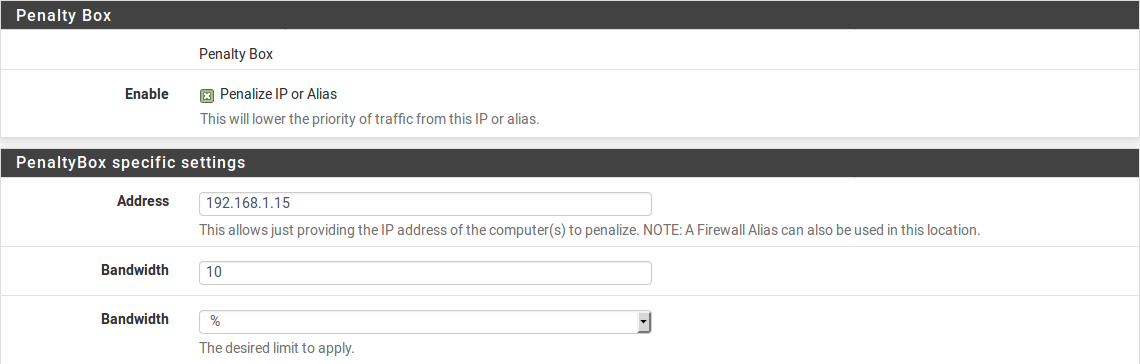 Penalty Box
Penalty Box
Enable Penalize IP or Alias
This will lower the priority of traffic from this IP or alias.
PenaltyBox specific settings
Address 192.168.1.15
This allows just providing the IP address of the computer(s) to penalize. NOTE: A Firewall Alias can also be used in this location.
Bandwidth 10
Bandwidth %
The desired limit to apply.